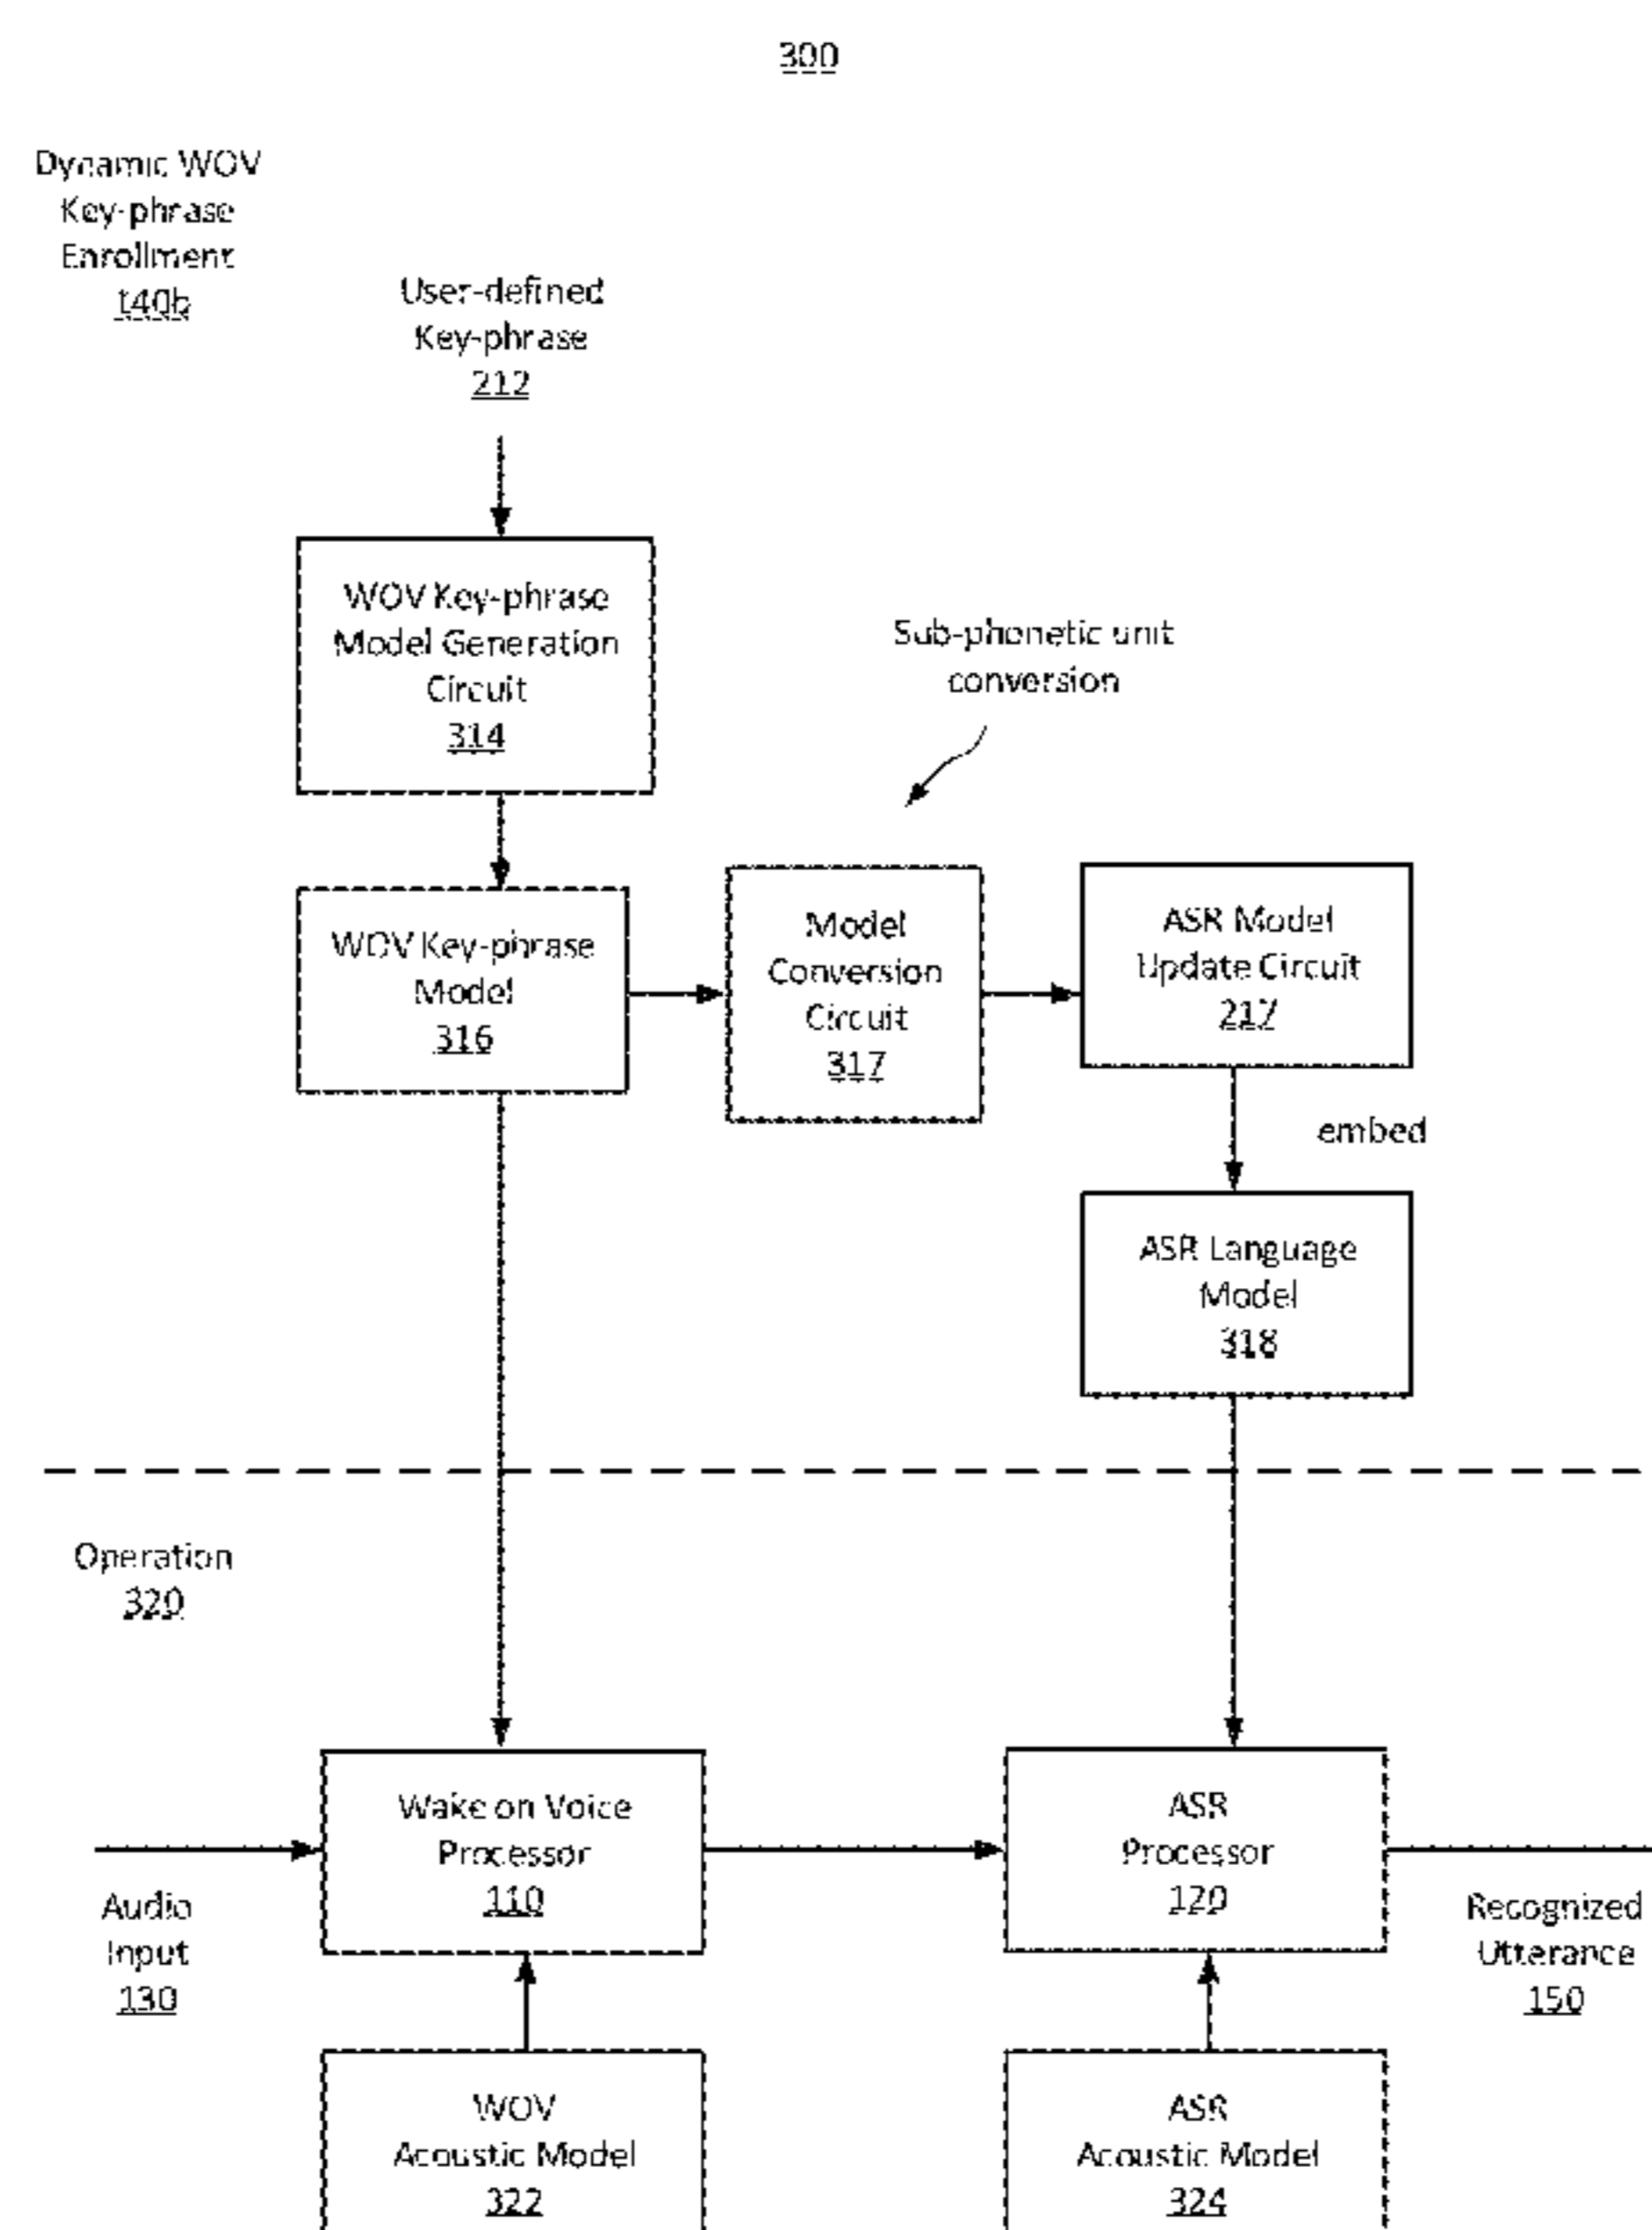 300
Dynamic WOV
Key-phrase
Enrollment
140b
User-defined
Key-phrase
212
WOV Key-phrase
Model Generation
Circuit
314
Sub-phonetic unit
conversion
WOV Key-phrase
Model
316
Model
Conversion
Circuit
317
ASR Model
Update Circuit
217
embed
ASR Language
Model
318
Operation
320
Wake on Voice
Processor
110
ASR
Processor
120
Audio
Input
130
Recognized
Utterance
150
WOV
Acoustic Model
322
ASR
Acoustic Model
324